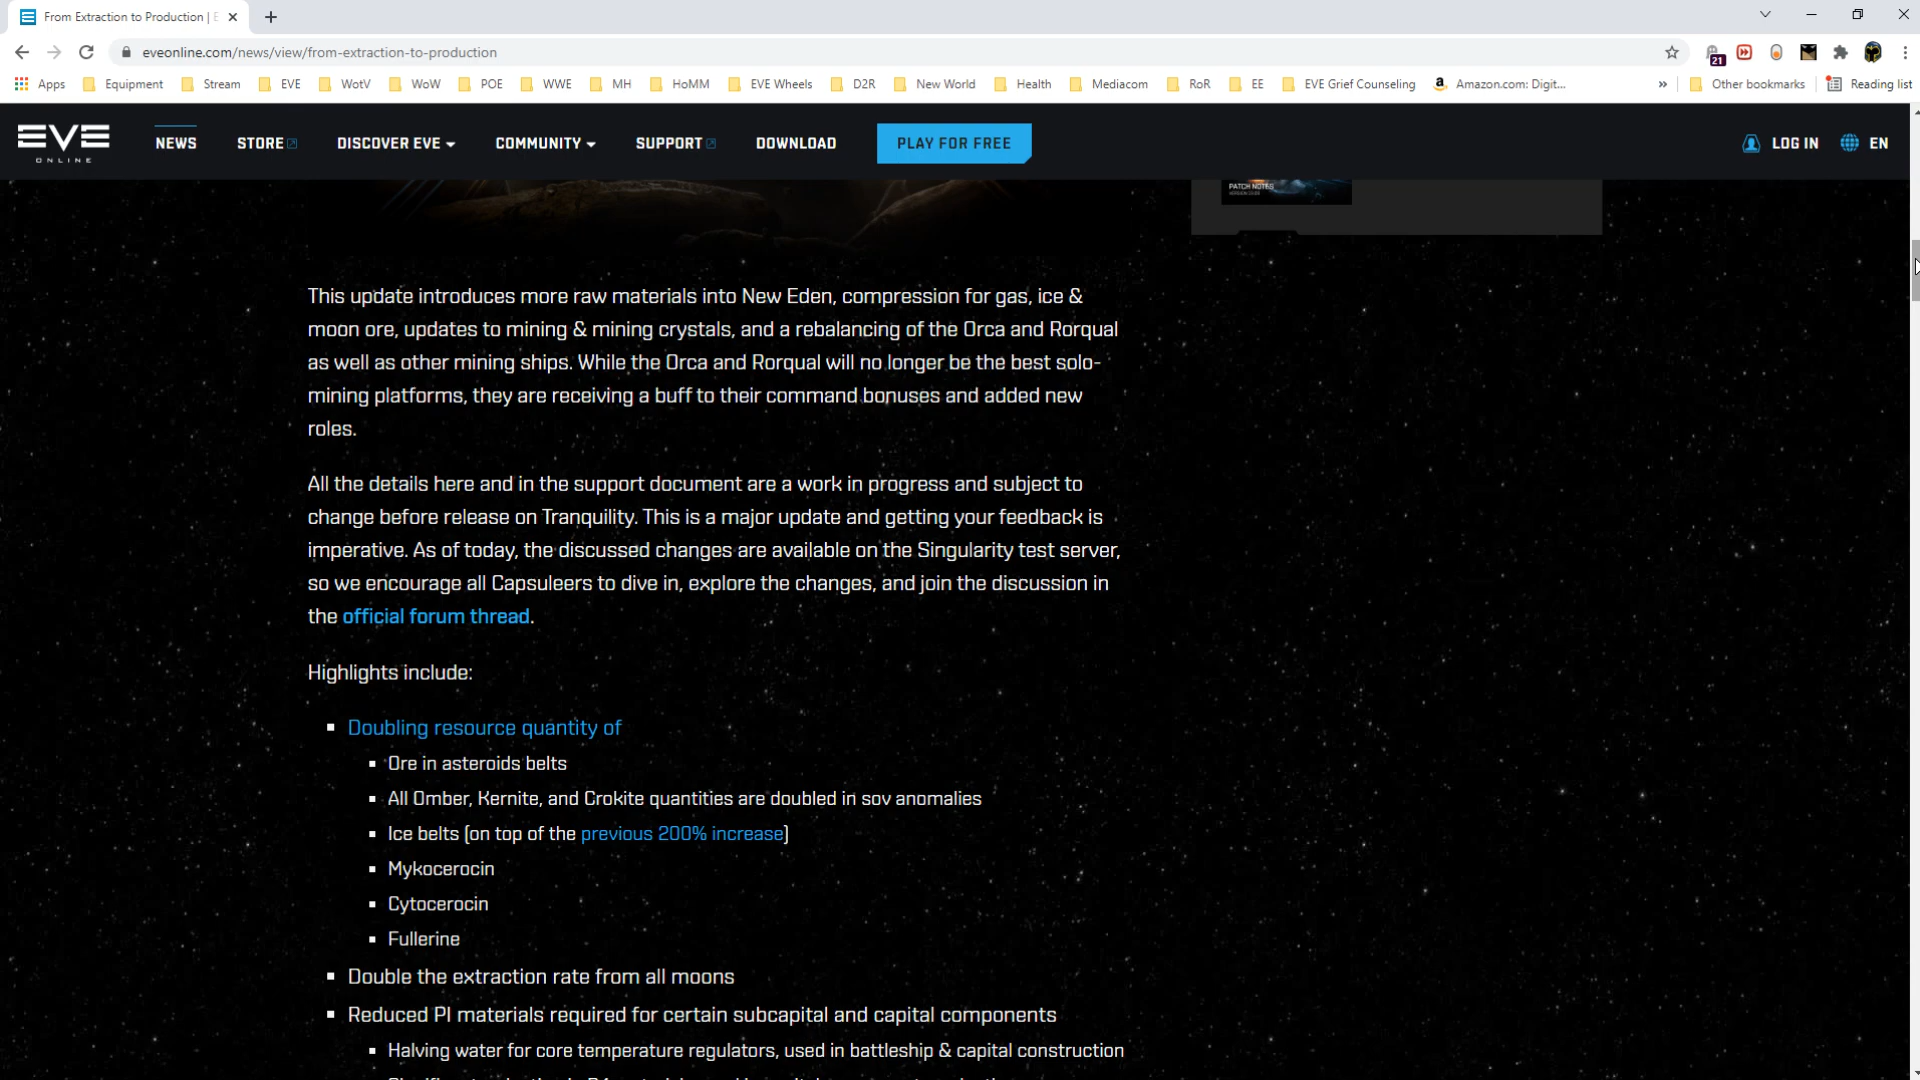 From Extraction to Production | E
eveonline.com/news/view/from-extraction-to-production
21
Apps Equipment Stream EVE WotV WoW POE WWE MH HoMM EVE Wheels D2R New World Health Mediacom RoR EE EVE Grief Counseling Amazon.com: Digit... » Other bookmarks Reading list
EVE
ONLINE
NEWS STORE DISCOVER EVE COMMUNITY SUPPORT DOWNLOAD PLAY FOR FREE LOG IN EN
PATCH NOTES
This update introduces more raw materials into New Eden, compression for gas, ice &
moon ore, updates to mining & mining crystals, and a rebalancing of the Orca and Rorqual
as well as other mining ships. While the Orca and Rorqual will no longer be the best solo-
mining platforms, they are receiving a buff to their command bonuses and added new
roles.
All the details here and in the support document are a work in progress and subject to
change before release on Tranquility. This is a major update and getting your feedback is
imperative. As of today, the discussed changes are available on the Singularity test server,
so we encourage all Capsuleers to dive in, explore the changes, and join the discussion in
the official forum thread.
Highlights include:
Doubling resource quantity of
Ore in asteroids belts
All Omber, Kernite, and Crokite quantities are doubled in sov anomalies
Ice belts (on top of the previous 200% increase)
Mykocerocin
Cytocerocin
Fullerine
Double the extraction rate from all moons
Reduced PI materials required for certain subcapital and capital components
Halving water for core temperature regulators, used in battleship & capital construction